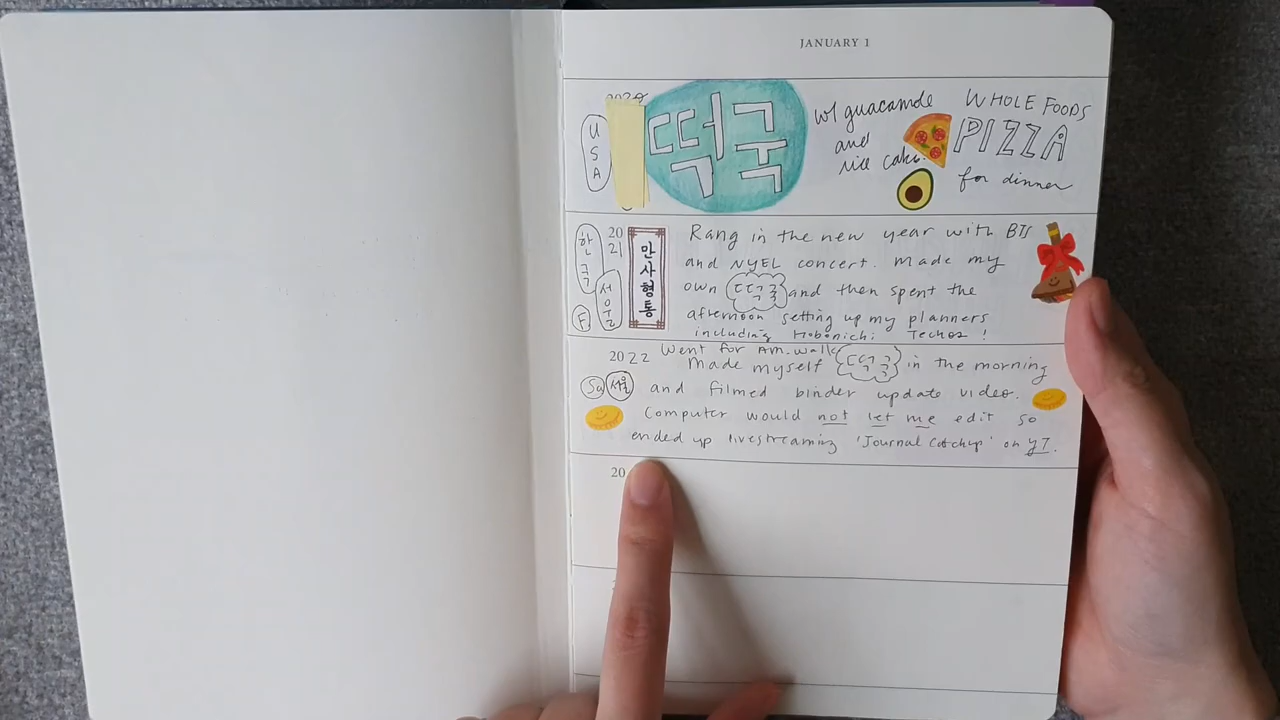 JANUARY 1
2020
USA
떡국
w/ guacamole
and
rice cake.
WHOLE FOODS
PIZZA
for dinner
2021
한국
서울
F
만사형통
Rang in the new year with BTS
and NYEL concert. Made my
own 떡국 and then spent the
afternoon setting up my planners
including Hobonichi Techos!
2022
Sa 서울
Went for AM. walk
Made myself 떡국 in the morning
and filmed binder update video.
Computer would not let me edit so
ended up livestreaming 'Journal Catchup' on YT.
20